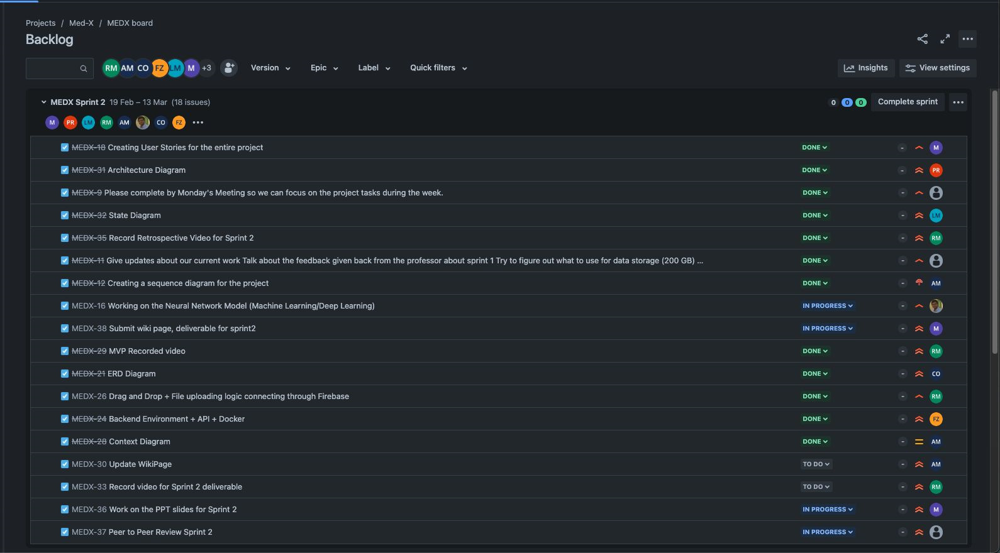 Projects / Med-X / MEDX board
Backlog
RM AM CO FZ LM M +3 Version Epic Label Quick filters Insights View settings
MEDX Sprint 2 19 Feb – 13 Mar (18 issues) 0 0 0 Complete sprint
M PR LM RM AM CO FZ
MEDX-18 Creating User Stories for the entire project DONE - M
MEDX-31 Architecture Diagram DONE - PR
MEDX-9 Please complete by Monday's Meeting so we can focus on the project tasks during the week. DONE -
MEDX-32 State Diagram DONE - LM
MEDX-35 Record Retrospective Video for Sprint 2 DONE - RM
MEDX-11 Give updates about our current work Talk about the feedback given back from the professor about sprint 1 Try to figure out what to use for data storage (200 GB) ... DONE -
MEDX-12 Creating a sequence diagram for the project DONE - AM
MEDX-16 Working on the Neural Network Model (Machine Learning/Deep Learning) IN PROGRESS -
MEDX-38 Submit wiki page, deliverable for sprint2 IN PROGRESS - M
MEDX-29 MVP Recorded video DONE - RM
MEDX-21 ERD Diagram DONE - CO
MEDX-26 Drag and Drop + File uploading logic connecting through Firebase DONE - RM
MEDX-24 Backend Environment + API + Docker DONE - FZ
MEDX-28 Context Diagram DONE - AM
MEDX-30 Update WikiPage TO DO - AM
MEDX-33 Record video for Sprint 2 deliverable TO DO - RM
MEDX-36 Work on the PPT slides for Sprint 2 IN PROGRESS - M
MEDX-37 Peer to Peer Review Sprint 2 IN PROGRESS -